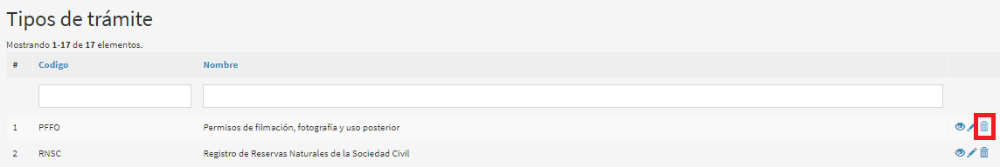 Tipos de trámite
Mostrando 1-17 de 17 elementos.
# Codigo Nombre
1 PFFO Permisos de filmación, fotografía y uso posterior
2 RNSC Registro de Reservas Naturales de la Sociedad Civil